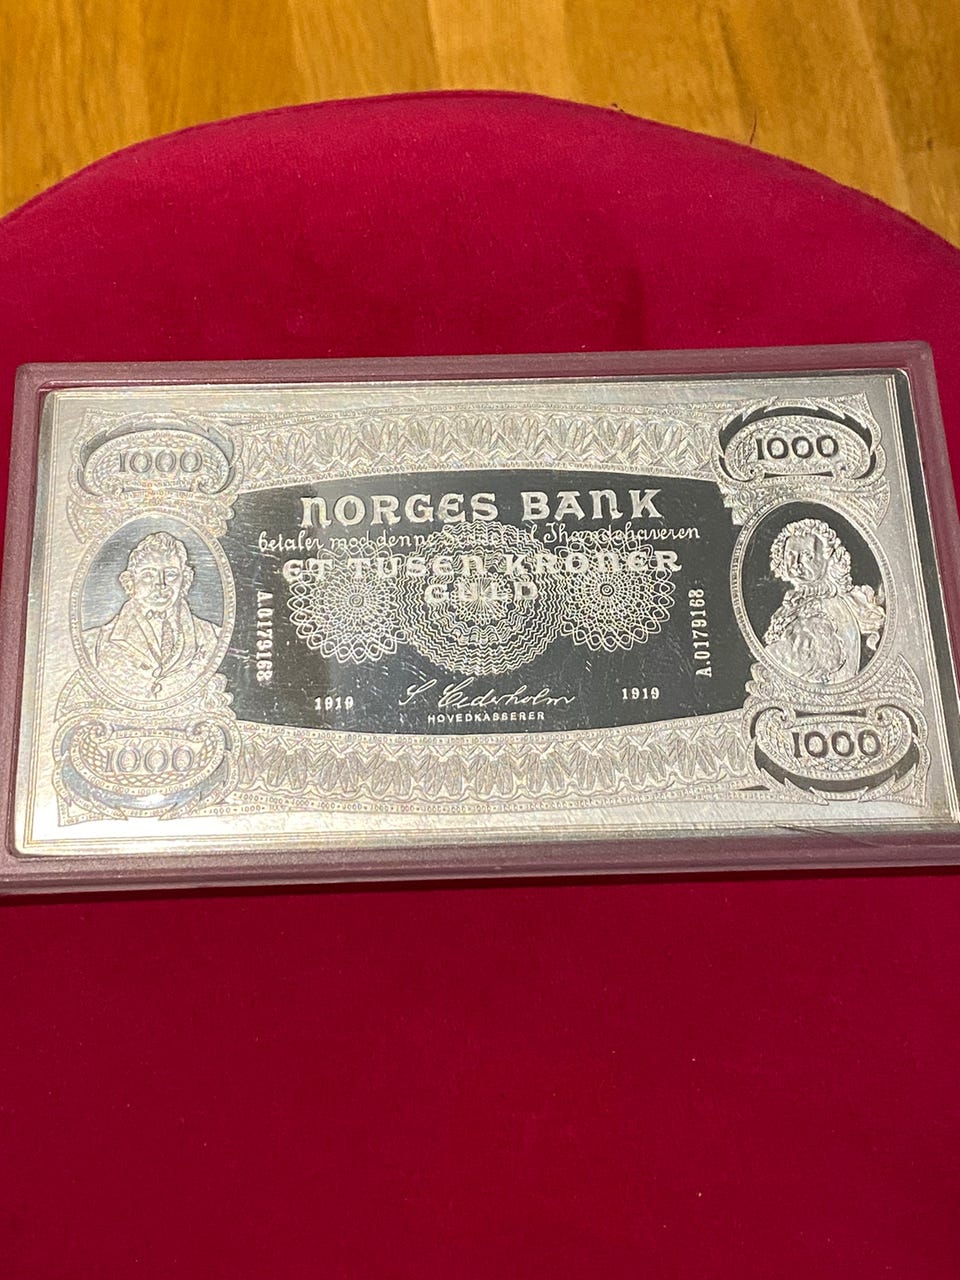 1000
1000
NORGES BANK
betaler mod denne Seddel til Ihændehaveren
ET TUSEN KRONER
GULD
A.0179168
A.0179168
1919
1919
S. Cederholm
HOVEDKASSERER
1000
1000